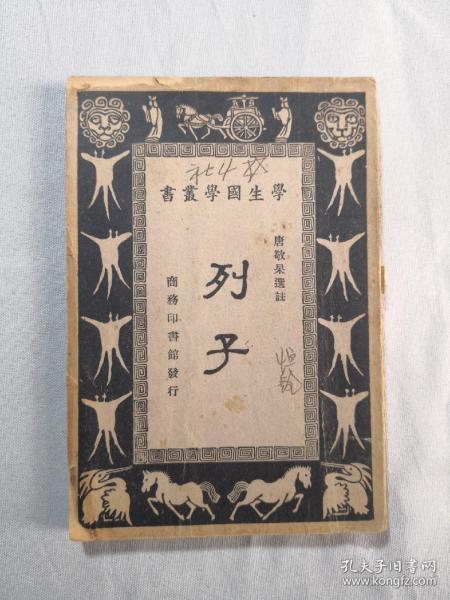 學生國學叢書
唐敬杲選註
列子
商務印書館發行
孔夫子旧书网
www.kongfz.com